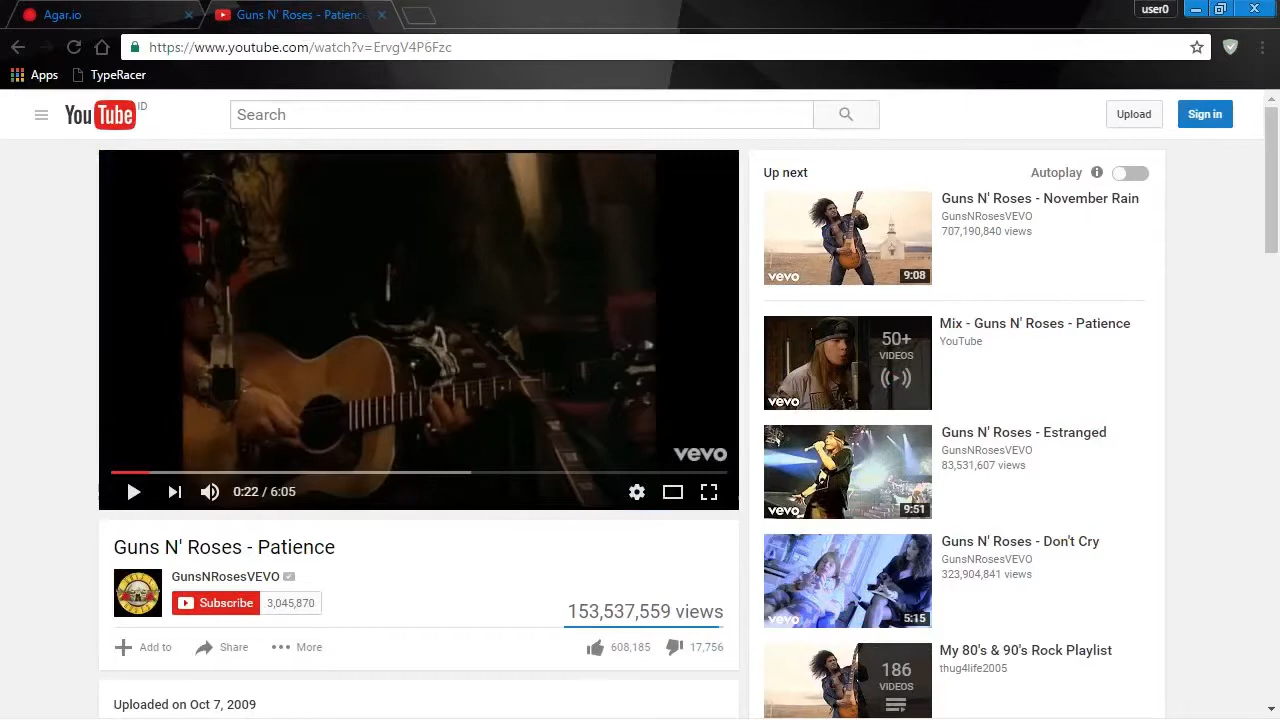 Agar.io
Guns N' Roses - Patience
user0
https://www.youtube.com/watch?v=ErvgV4P6Fzc
Apps
TypeRacer
YouTube ID
Search
Upload
Sign in
vevo
0:22 / 6:05
Guns N' Roses - Patience
GunsNRosesVEVO
Subscribe
3,045,870
153,537,559 views
Add to
Share
More
608,185
17,756
Uploaded on Oct 7, 2009
Up next
Autoplay
vevo
9:08
Guns N' Roses - November Rain
GunsNRosesVEVO
707,190,840 views
50+
VIDEOS
vevo
Mix - Guns N' Roses - Patience
YouTube
vevo
9:51
Guns N' Roses - Estranged
GunsNRosesVEVO
83,531,607 views
vevo
5:15
Guns N' Roses - Don't Cry
GunsNRosesVEVO
323,904,841 views
186
VIDEOS
My 80's & 90's Rock Playlist
thug4life2005